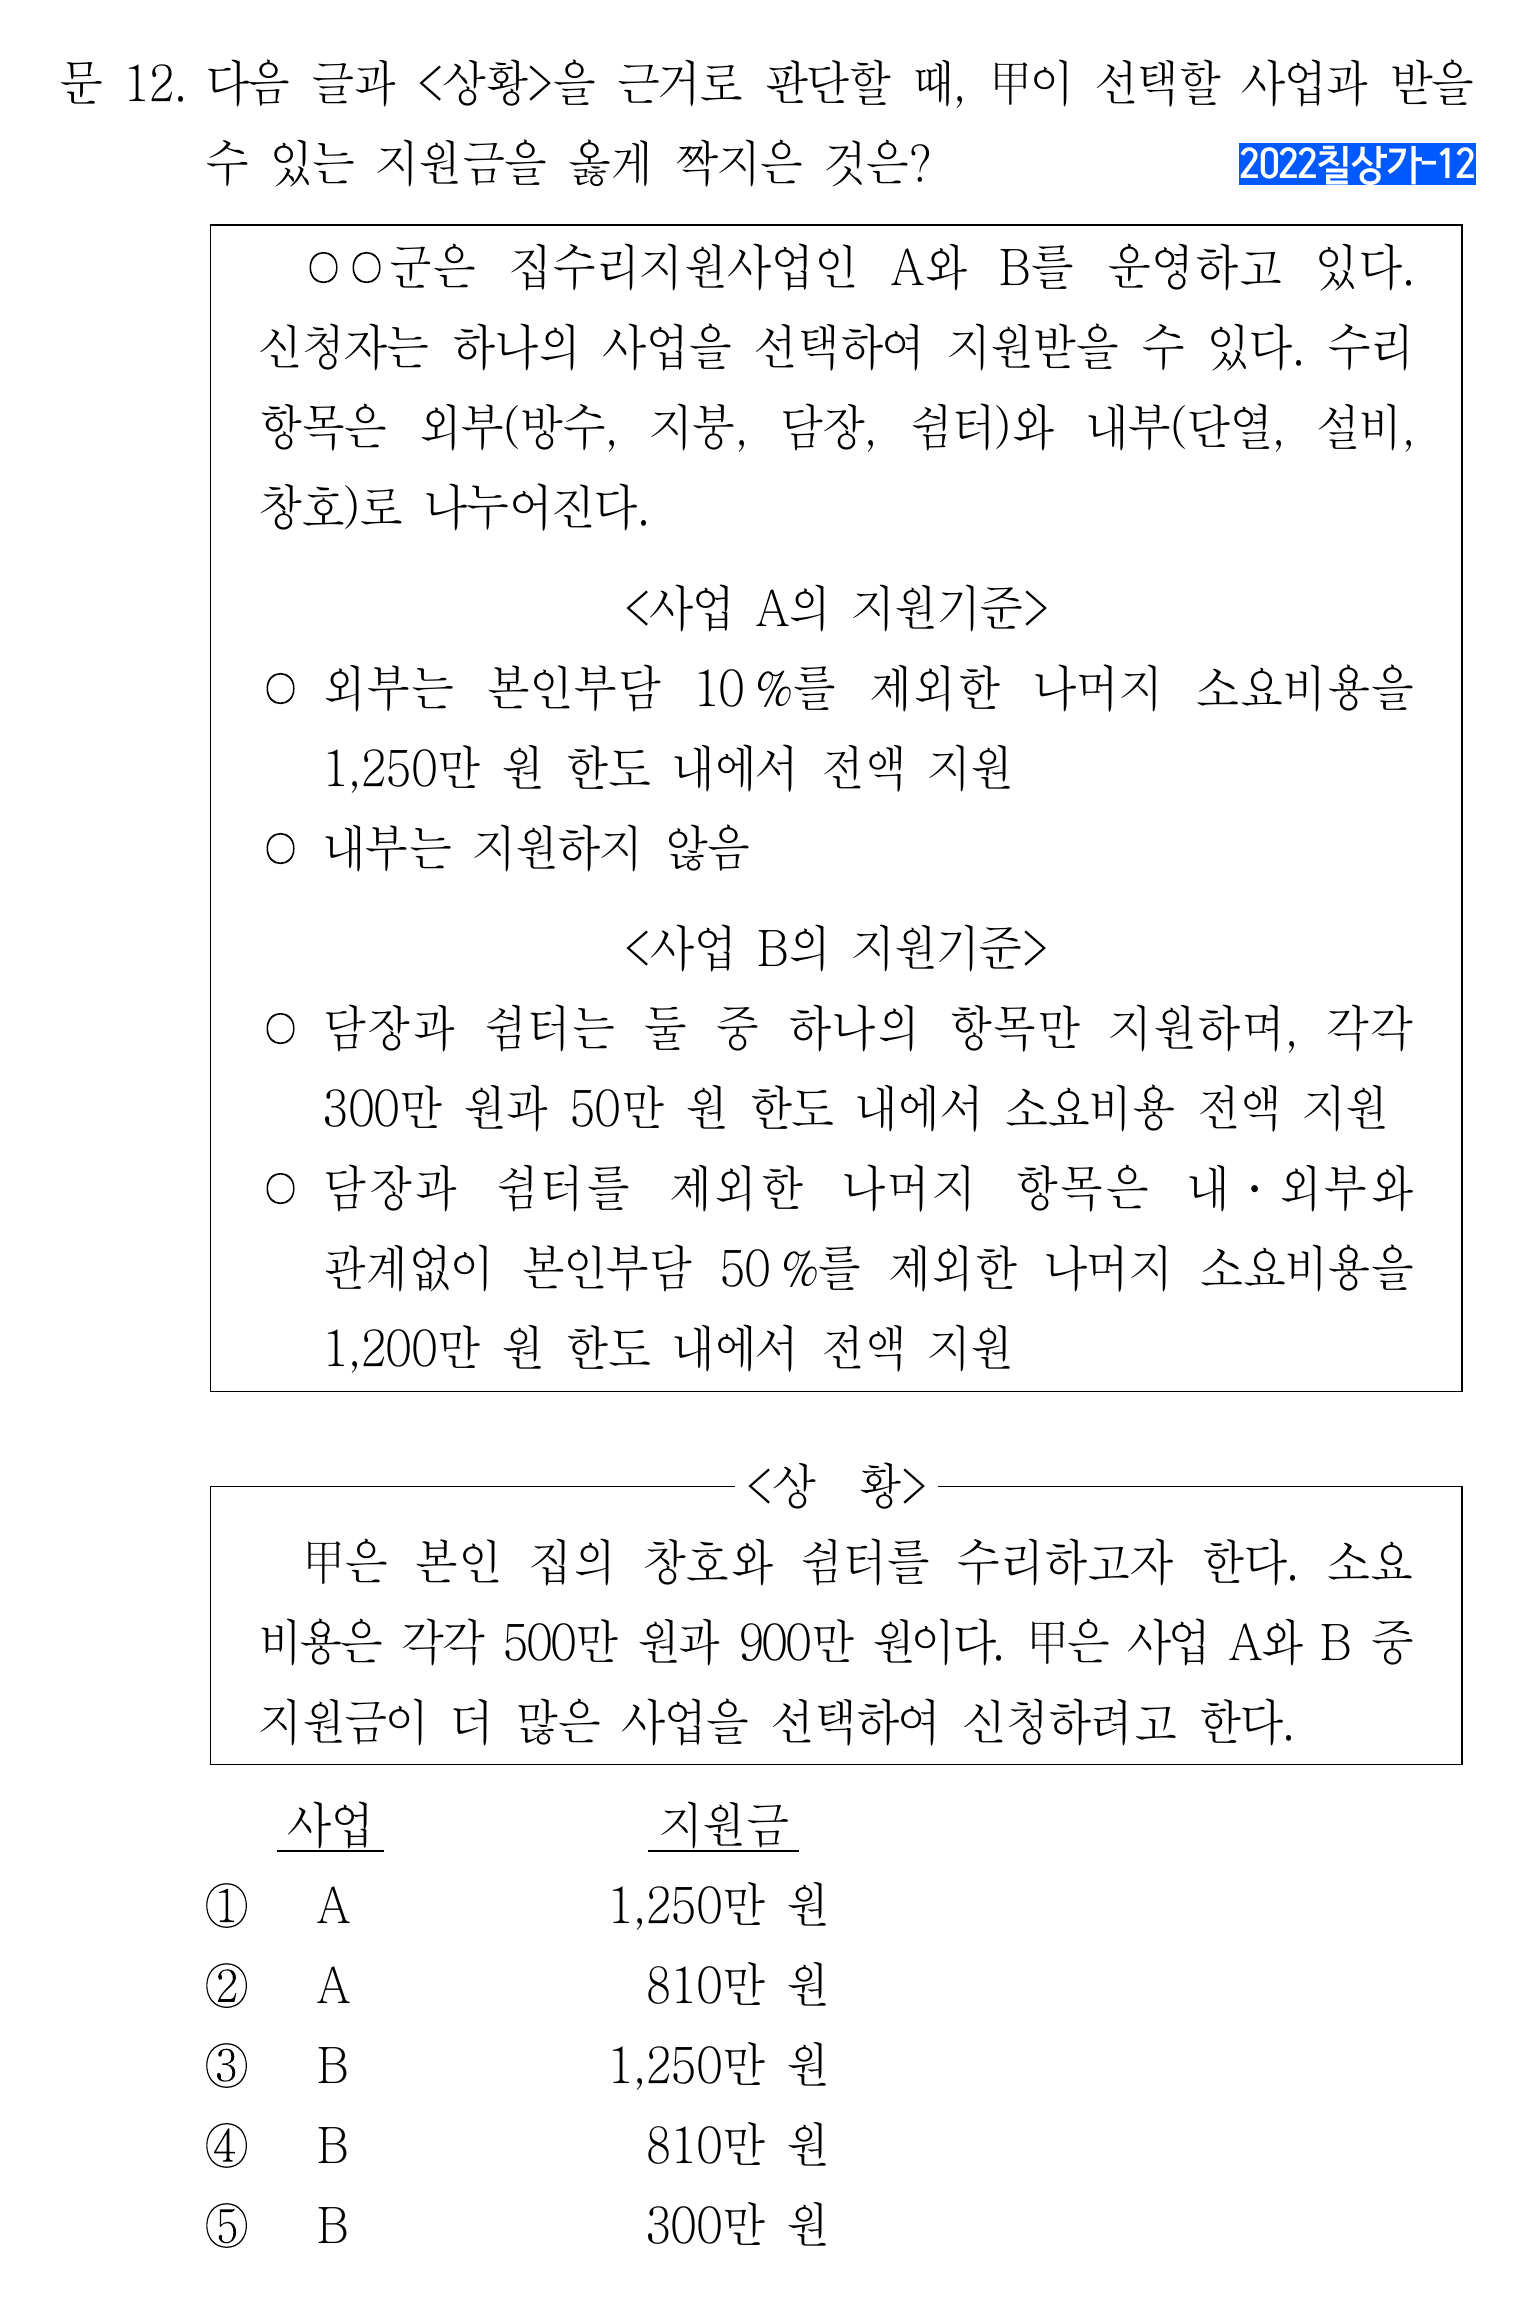 문 12. 다음 글과 <상황>을 근거로 판단할 때, 甲이 선택할 사업과 받을
수 있는 지원금을 옳게 짝지은 것은?
2022칠상가-12
○○군은 집수리지원사업인 A와 B를 운영하고 있다.
신청자는 하나의 사업을 선택하여 지원받을 수 있다. 수리
항목은 외부(방수, 지붕, 담장, 쉼터)와 내부(단열, 설비,
창호)로 나누어진다.
<사업 A의 지원기준>
○ 외부는 본인부담 10 %를 제외한 나머지 소요비용을
1,250만 원 한도 내에서 전액 지원
○ 내부는 지원하지 않음
<사업 B의 지원기준>
○ 담장과 쉼터는 둘 중 하나의 항목만 지원하며, 각각
300만 원과 50만 원 한도 내에서 소요비용 전액 지원
○ 담장과 쉼터를 제외한 나머지 항목은 내·외부와
관계없이 본인부담 50 %를 제외한 나머지 소요비용을
1,200만 원 한도 내에서 전액 지원
<상 황>
甲은 본인 집의 창호와 쉼터를 수리하고자 한다. 소요
비용은 각각 500만 원과 900만 원이다. 甲은 사업 A와 B 중
지원금이 더 많은 사업을 선택하여 신청하려고 한다.
사업 지원금
① A 1,250만 원
② A 810만 원
③ B 1,250만 원
④ B 810만 원
⑤ B 300만 원